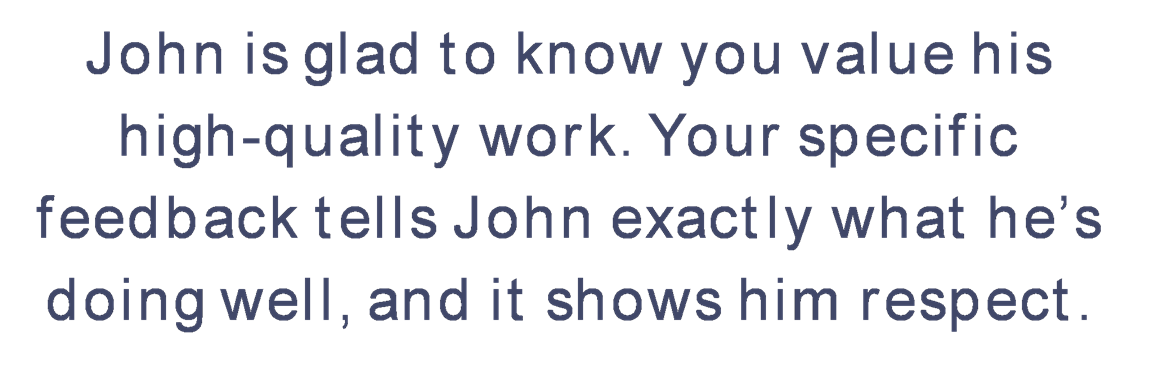 John is glad to know you value his
high-quality work. Your specific
feedback tells John exactly what he’s
doing well, and it shows him respect.